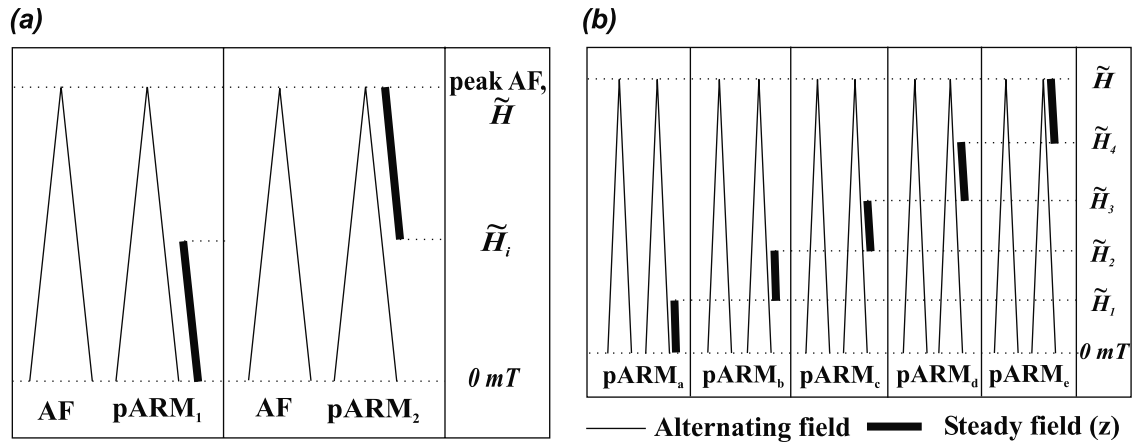 (a)
peak AF,
H̃
H̃ᵢ
0 mT
AF pARM₁ AF pARM₂
(b)
H̃
H̃₄
H̃₃
H̃₂
H̃₁
0 mT
pARMₐ pARM_b pARM_c pARM_d pARMₑ
Alternating field Steady field (z)